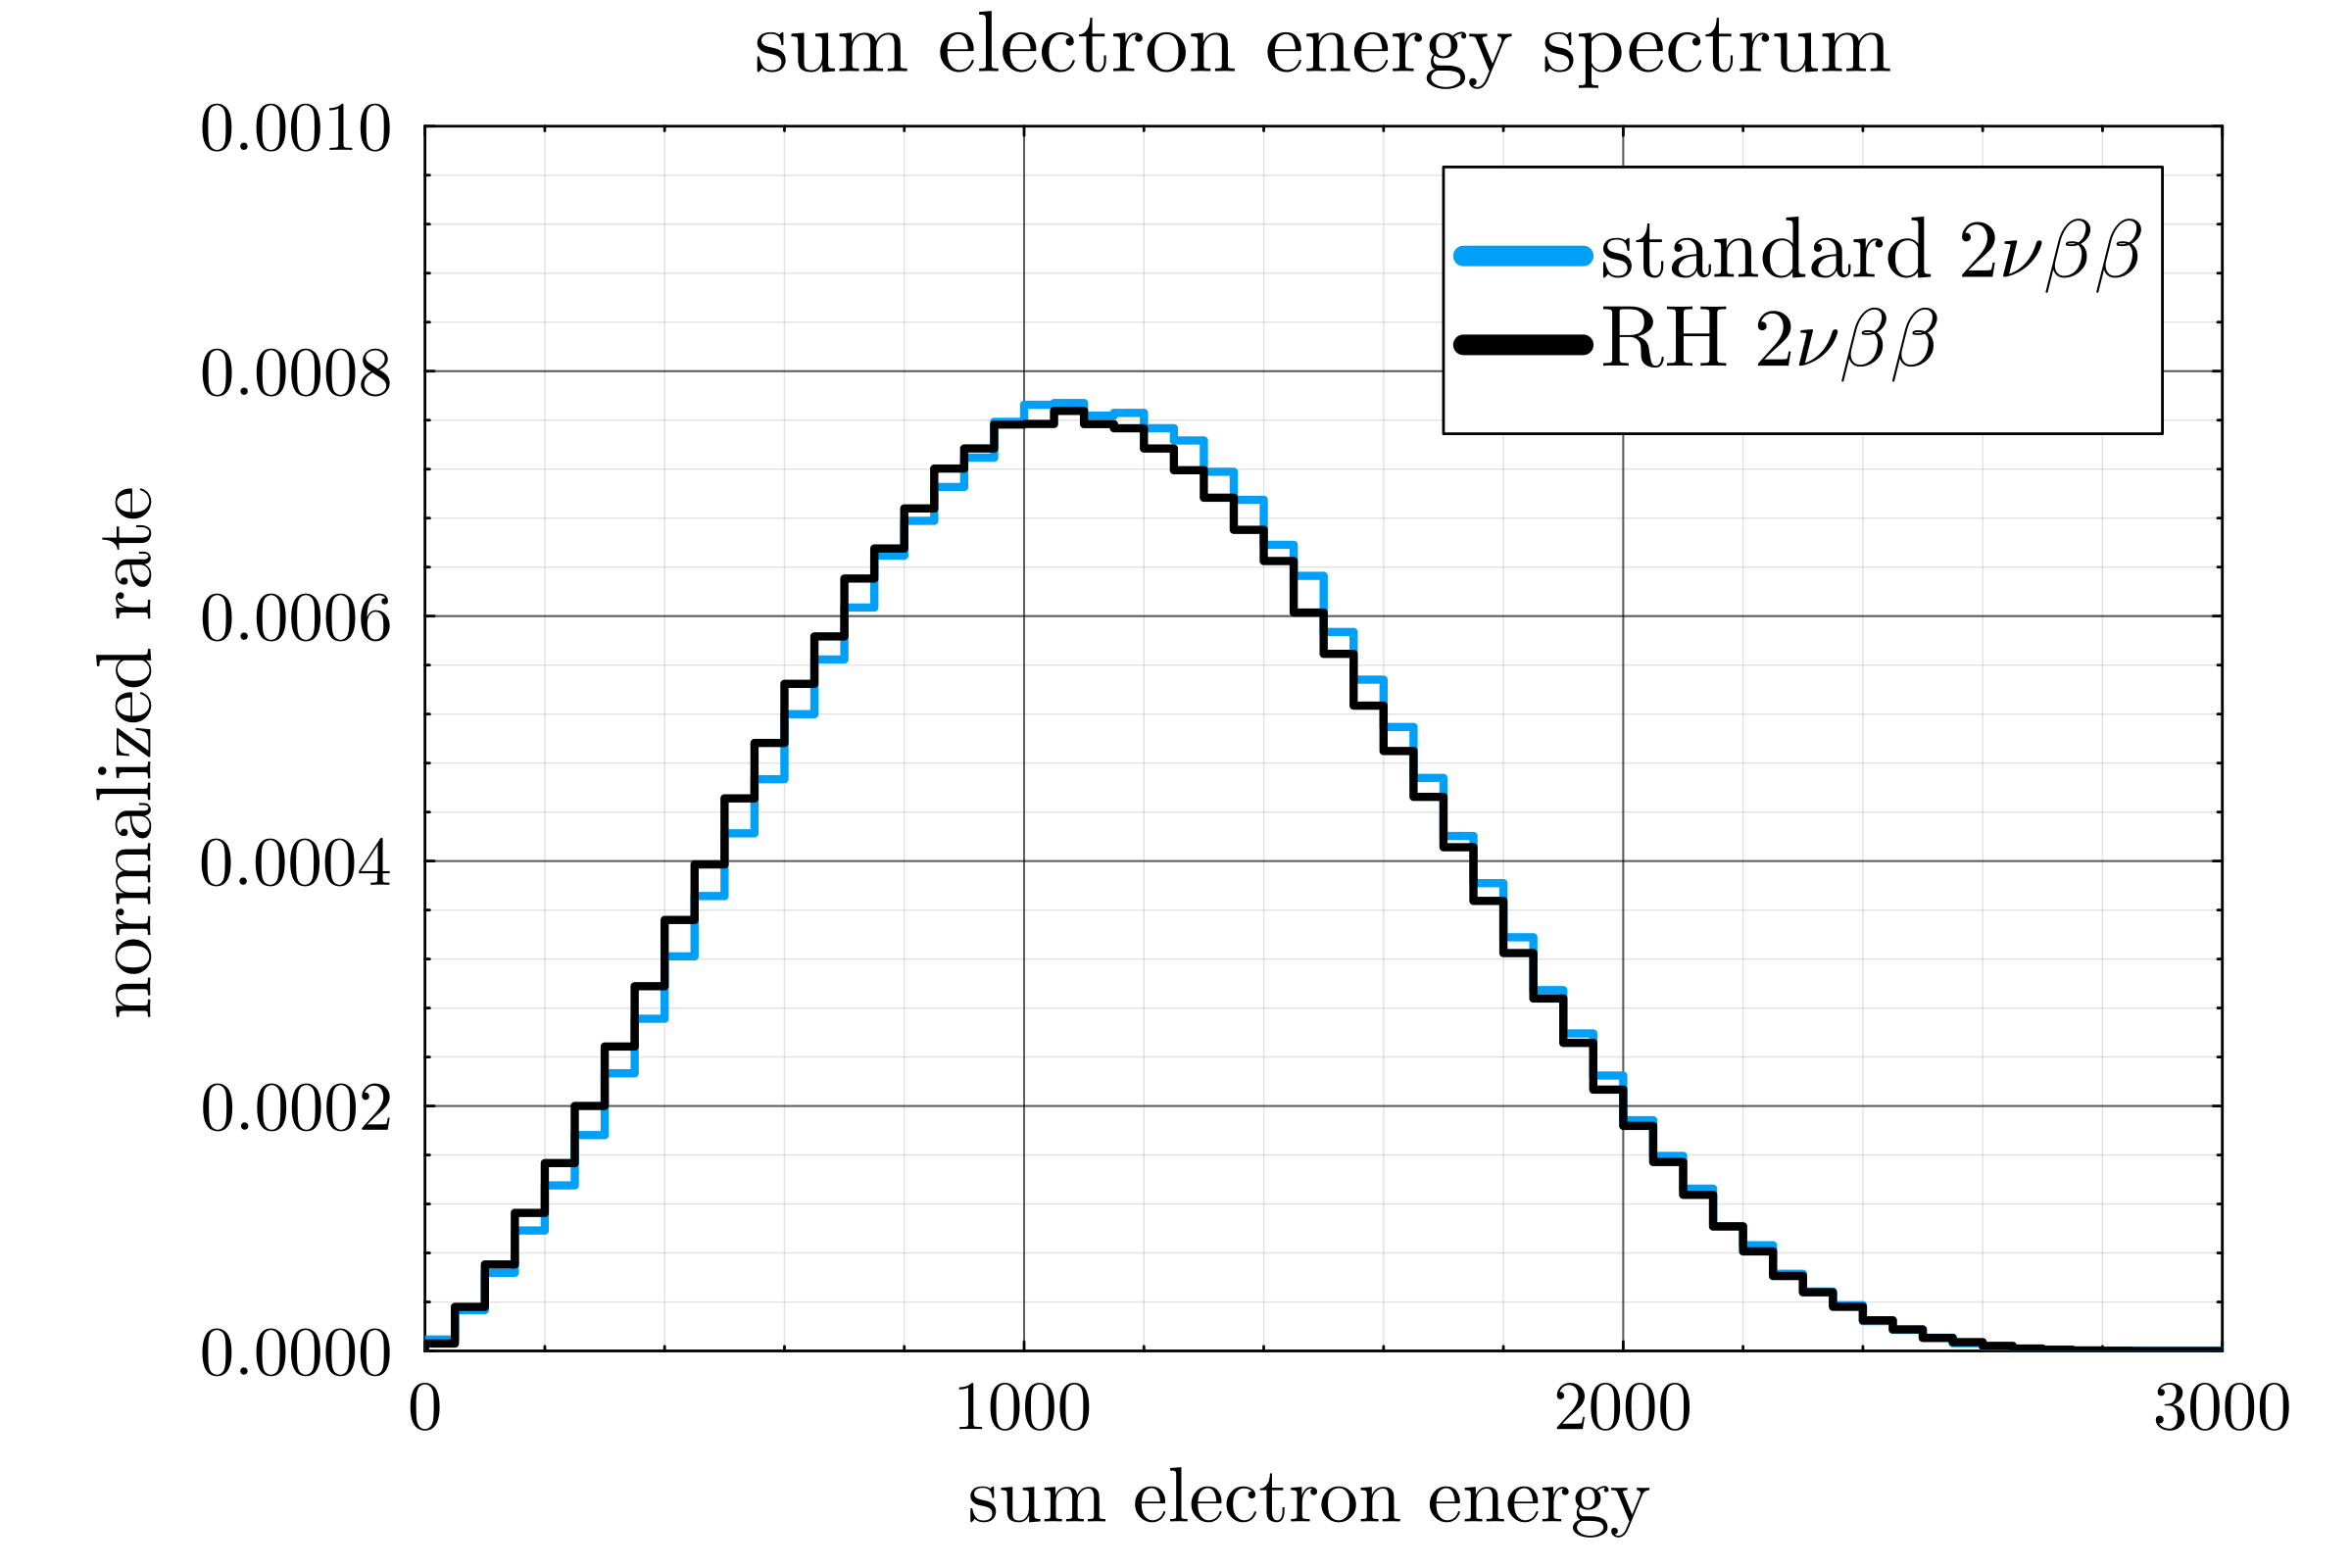 sum electron energy spectrum
0.0010
0.0008
0.0006
0.0004
0.0002
0.0000
normalized rate
standard 2νββ
RH 2νββ
0 1000 2000 3000
sum electron energy